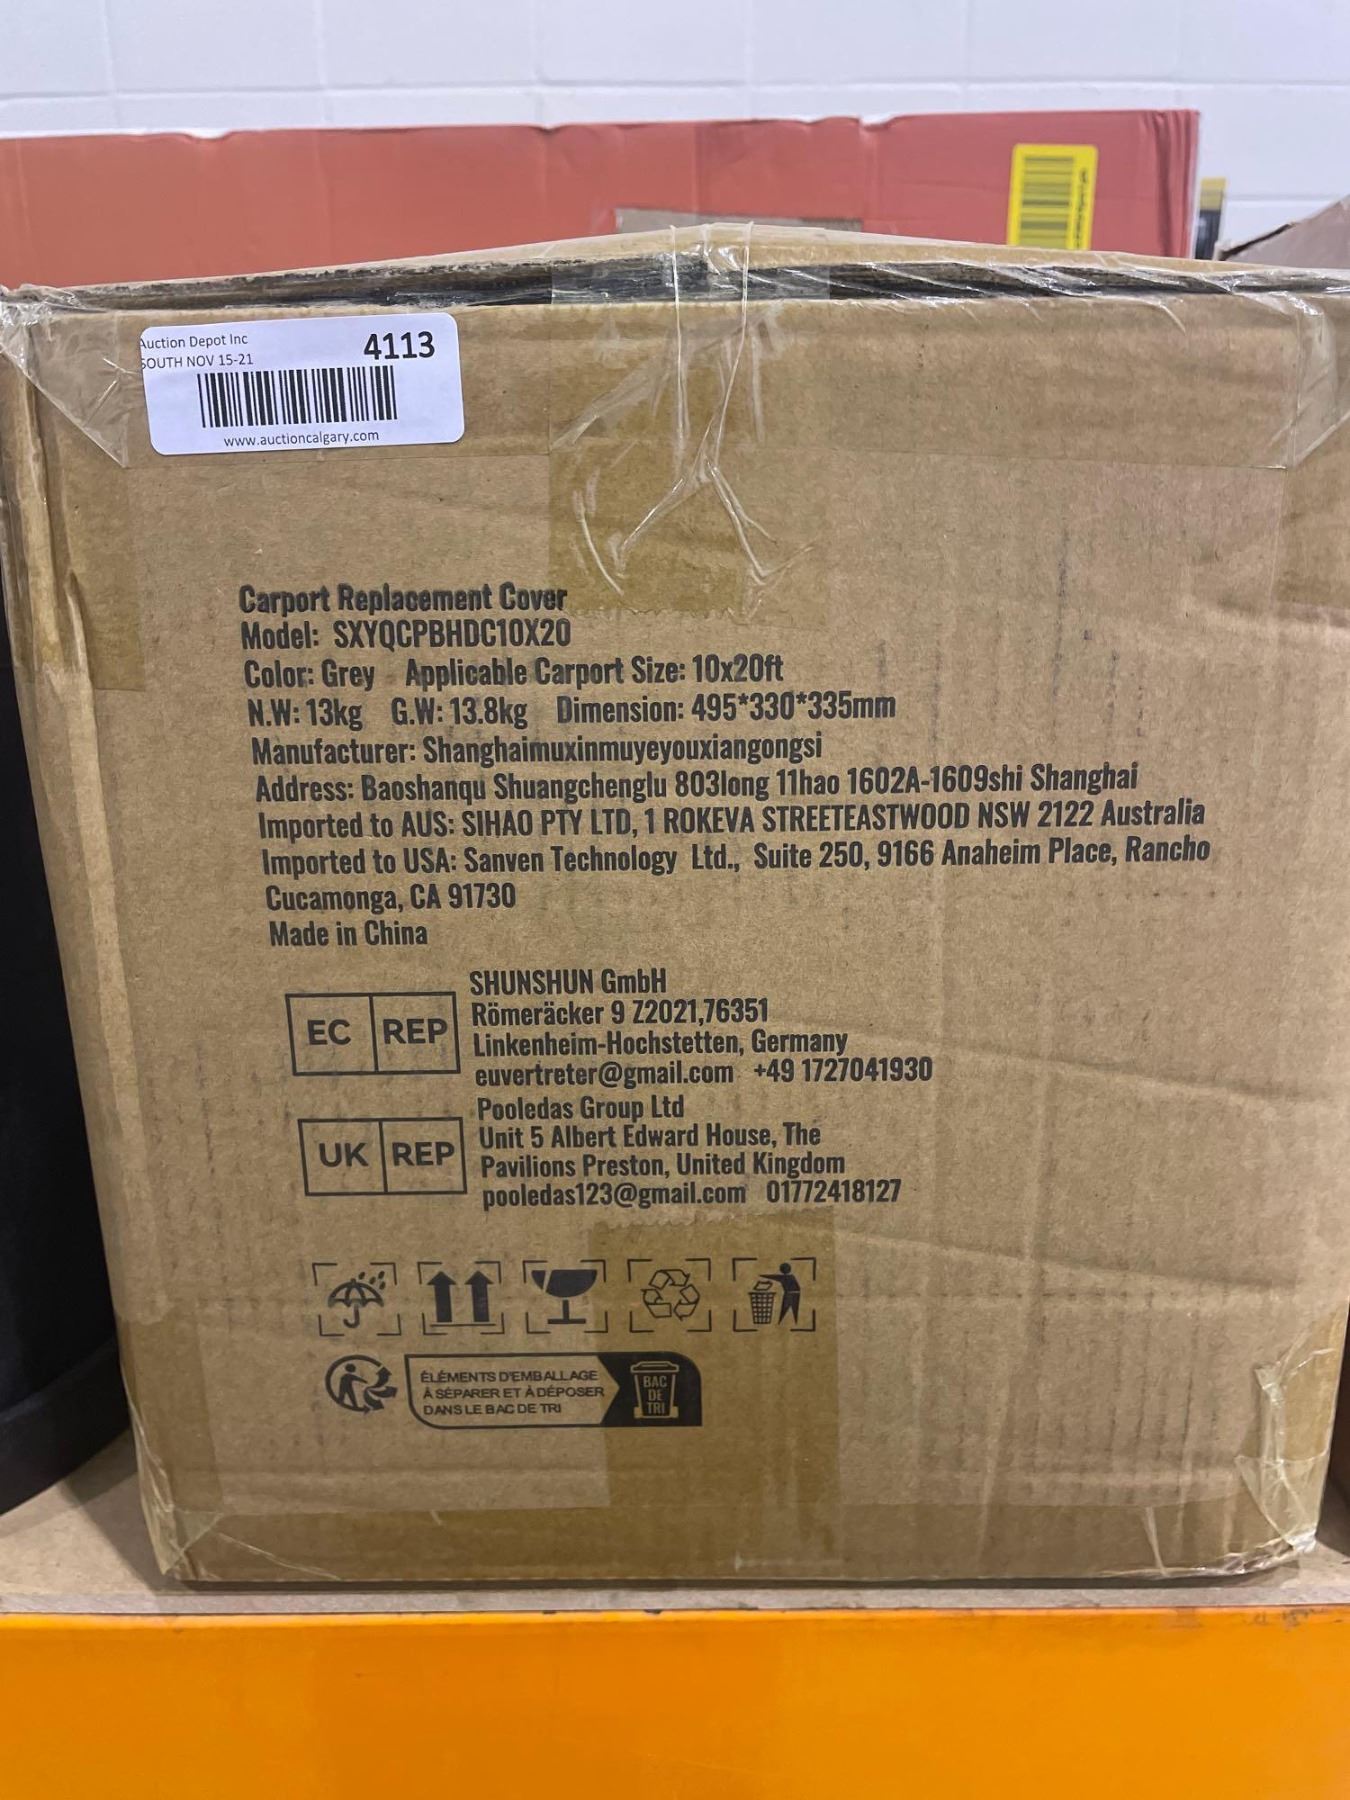 Auction Depot Inc
SOUTH NOV 15-21
4113
www.auctioncalgary.com
Carport Replacement Cover
Model: SXYQCPBHDC10X20
Color: Grey Applicable Carport Size: 10x20ft
N.W: 13kg G.W: 13.8kg Dimension: 495*330*335mm
Manufacturer: Shanghaimuxinmuyeyouxiangongsi
Address: Baoshanqu Shuangchenglu 803long 11hao 1602A-1609shi Shanghai
Imported to AUS: SIHAO PTY LTD, 1 ROKEVA STREETEASTWOOD NSW 2122 Australia
Imported to USA: Sanven Technology Ltd., Suite 250, 9166 Anaheim Place, Rancho
Cucamonga, CA 91730
Made in China
EC REP
SHUNSHUN GmbH
Römeräcker 9 Z2021,76351
Linkenheim-Hochstetten, Germany
euvertreter@gmail.com +49 1727041930
UK REP
Pooledas Group Ltd
Unit 5 Albert Edward House, The
Pavilions Preston, United Kingdom
pooledas123@gmail.com 01772418127
ÉLÉMENTS D'EMBALLAGE
À SÉPARER ET À DÉPOSER
DANS LE BAC DE TRI
BAC
DE
TRI